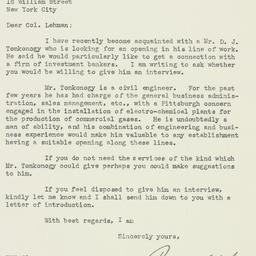 16 William Street
New York City
Dear Col. Lehman:
I have recently become acquainted with a Mr. D. J.
Tonkonogy who is looking for an opening in his line of work.
He said he would particularly like to get a connection with
a firm of investment bankers. I am writing to ask whether
you would be willing to give him an interview.
Mr. Tonkonogy is a civil engineer. For the past
few years he has had charge of the general business adminis-
tration, sales management, etc., with a Pittsburgh concern
engaged in the installation of electro-chemical plants for
the production of commercial gases. He is undoubtedly a
man of ability, and his combination of engineering and busi-
ness experience would make him valuable to any establishment
having a suitable opening along these lines.
If you do not need the services of the kind which
Mr. Tonkonogy could give perhaps you could make suggestions
to him.
If you feel disposed to give him an interview,
kindly let me know and I shall send him down to you with a
letter of introduction.
With best regards, I am
Sincerely yours,